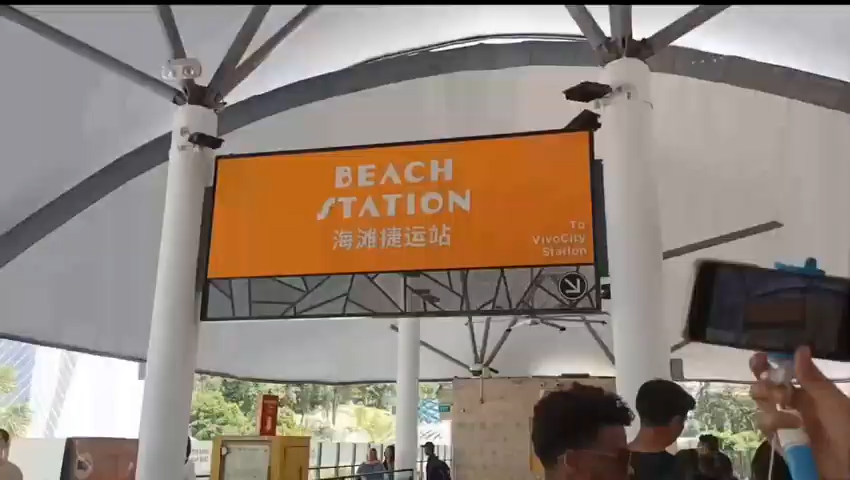 BEACH
STATION
海滩捷运站
To
VivoCity
Station